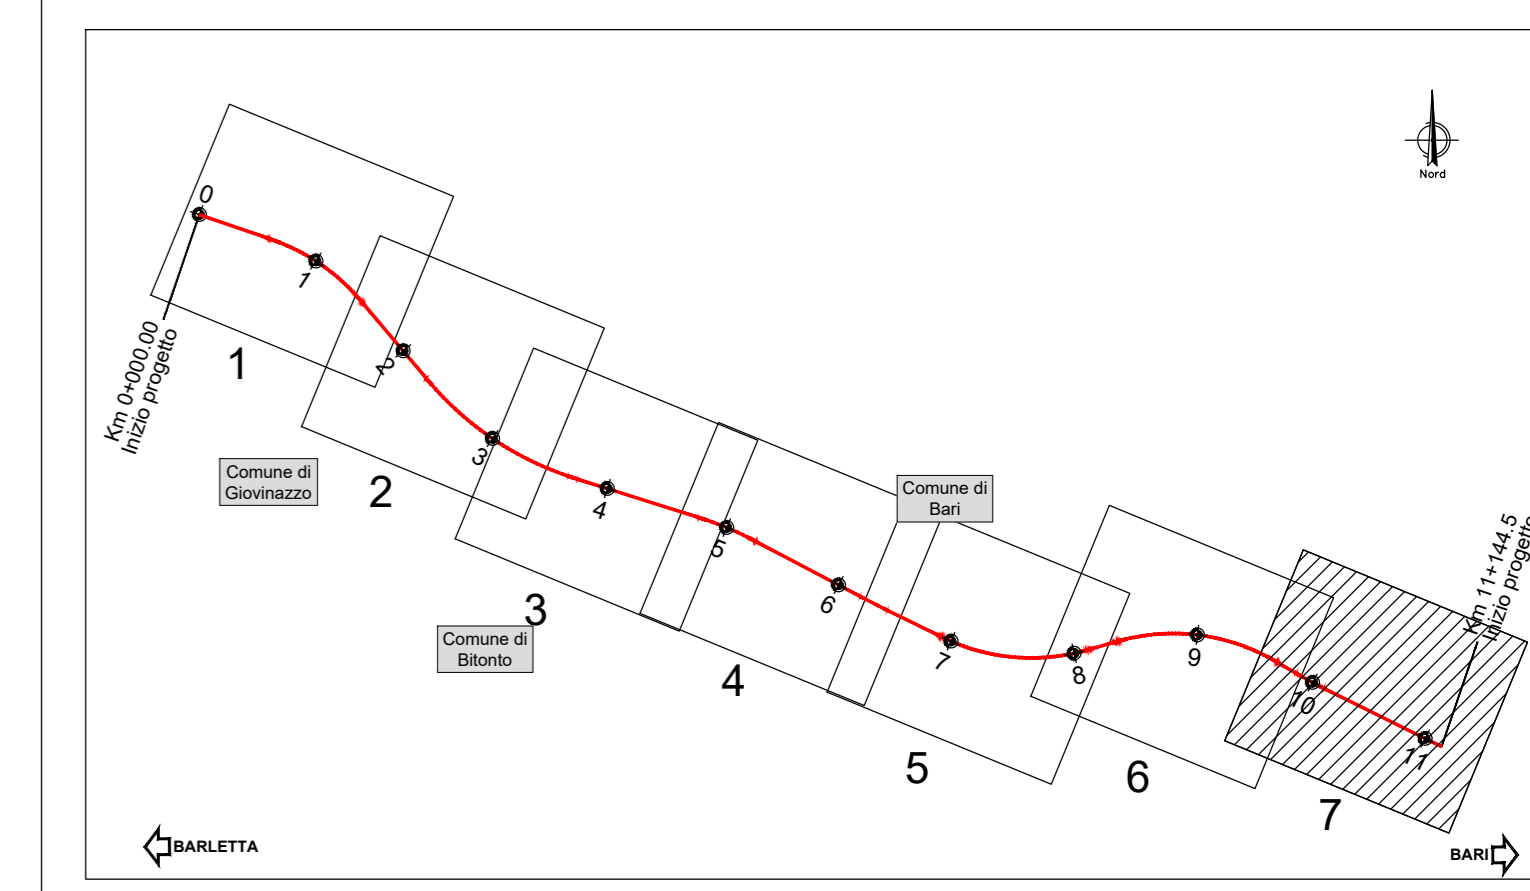 Nord
0
1
2
3
4
5
6
7
8
9
10
11
Km 0+000.00
Inizio progetto
1
2
3
4
5
6
7
Comune di
Giovinazzo
Comune di
Bitonto
Comune di
Bari
Km 11+144.5
Inizio progetto
BARLETTA
BARI